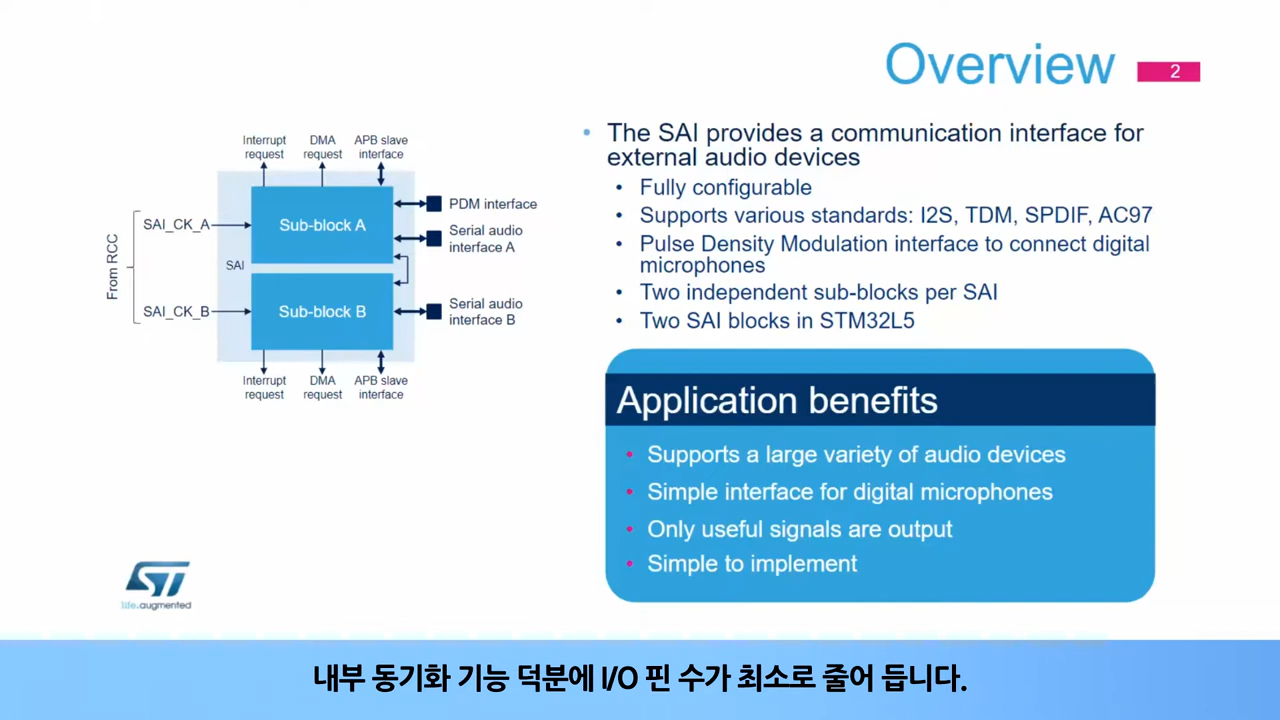 Overview
2
Interrupt request
DMA request
APB slave interface
SAI_CK_A
Sub-block A
PDM interface
Serial audio interface A
From RCC
SAI
SAI_CK_B
Sub-block B
Serial audio interface B
Interrupt request
DMA request
APB slave interface
• The SAI provides a communication interface for
external audio devices
• Fully configurable
• Supports various standards: I2S, TDM, SPDIF, AC97
• Pulse Density Modulation interface to connect digital
microphones
• Two independent sub-blocks per SAI
• Two SAI blocks in STM32L5
Application benefits
• Supports a large variety of audio devices
• Simple interface for digital microphones
• Only useful signals are output
• Simple to implement
ST
life.augmented
내부 동기화 기능 덕분에 I/O 핀 수가 최소로 줄어 듭니다.